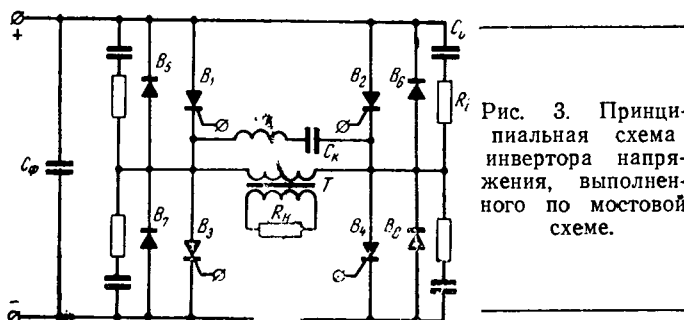 +
C_i
B_5
B_1
B_2
B_6
R_i
C_к
C_ф
T
R_н
B_7
B_3
B_4
–
Рис. 3. Принци-
пиальная схема
инвертора напря-
жения, выполнен-
ного по мостовой
схеме.